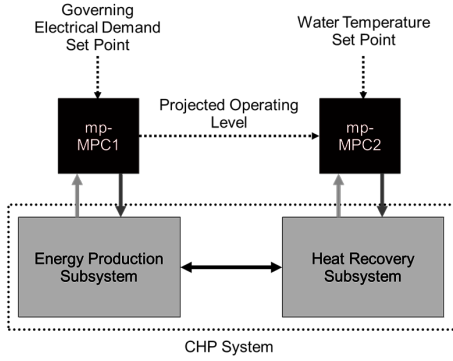 Governing
Electrical Demand
Set Point
Water Temperature
Set Point
mp-
MPC1
Projected Operating
Level
mp-
MPC2
Energy Production
Subsystem
Heat Recovery
Subsystem
CHP System